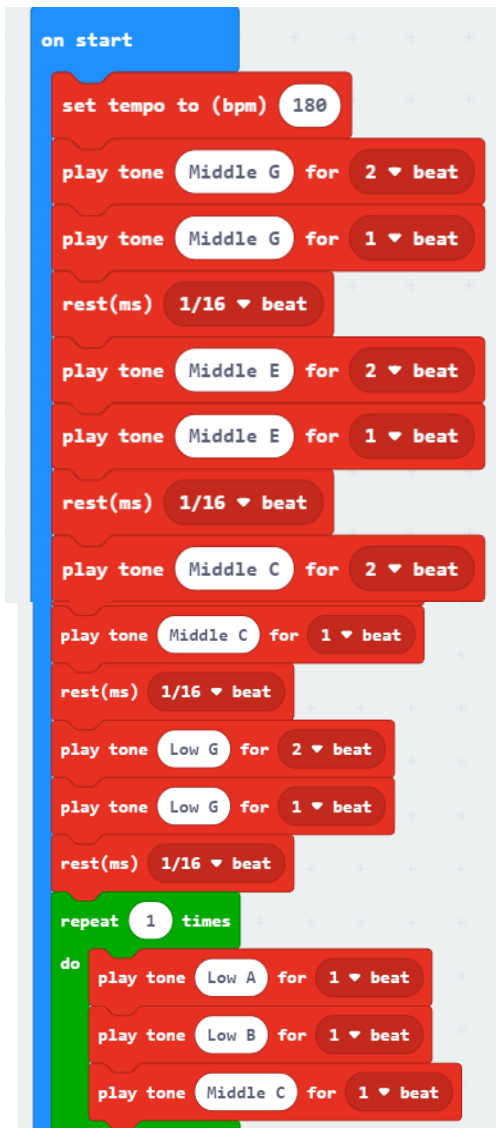 on start
set tempo to (bpm) 180
play tone Middle G for 2 beat
play tone Middle G for 1 beat
rest(ms) 1/16 beat
play tone Middle E for 2 beat
play tone Middle E for 1 beat
rest(ms) 1/16 beat
play tone Middle C for 2 beat
play tone Middle C for 1 beat
rest(ms) 1/16 beat
play tone Low G for 2 beat
play tone Low G for 1 beat
rest(ms) 1/16 beat
repeat 1 times
do
play tone Low A for 1 beat
play tone Low B for 1 beat
play tone Middle C for 1 beat